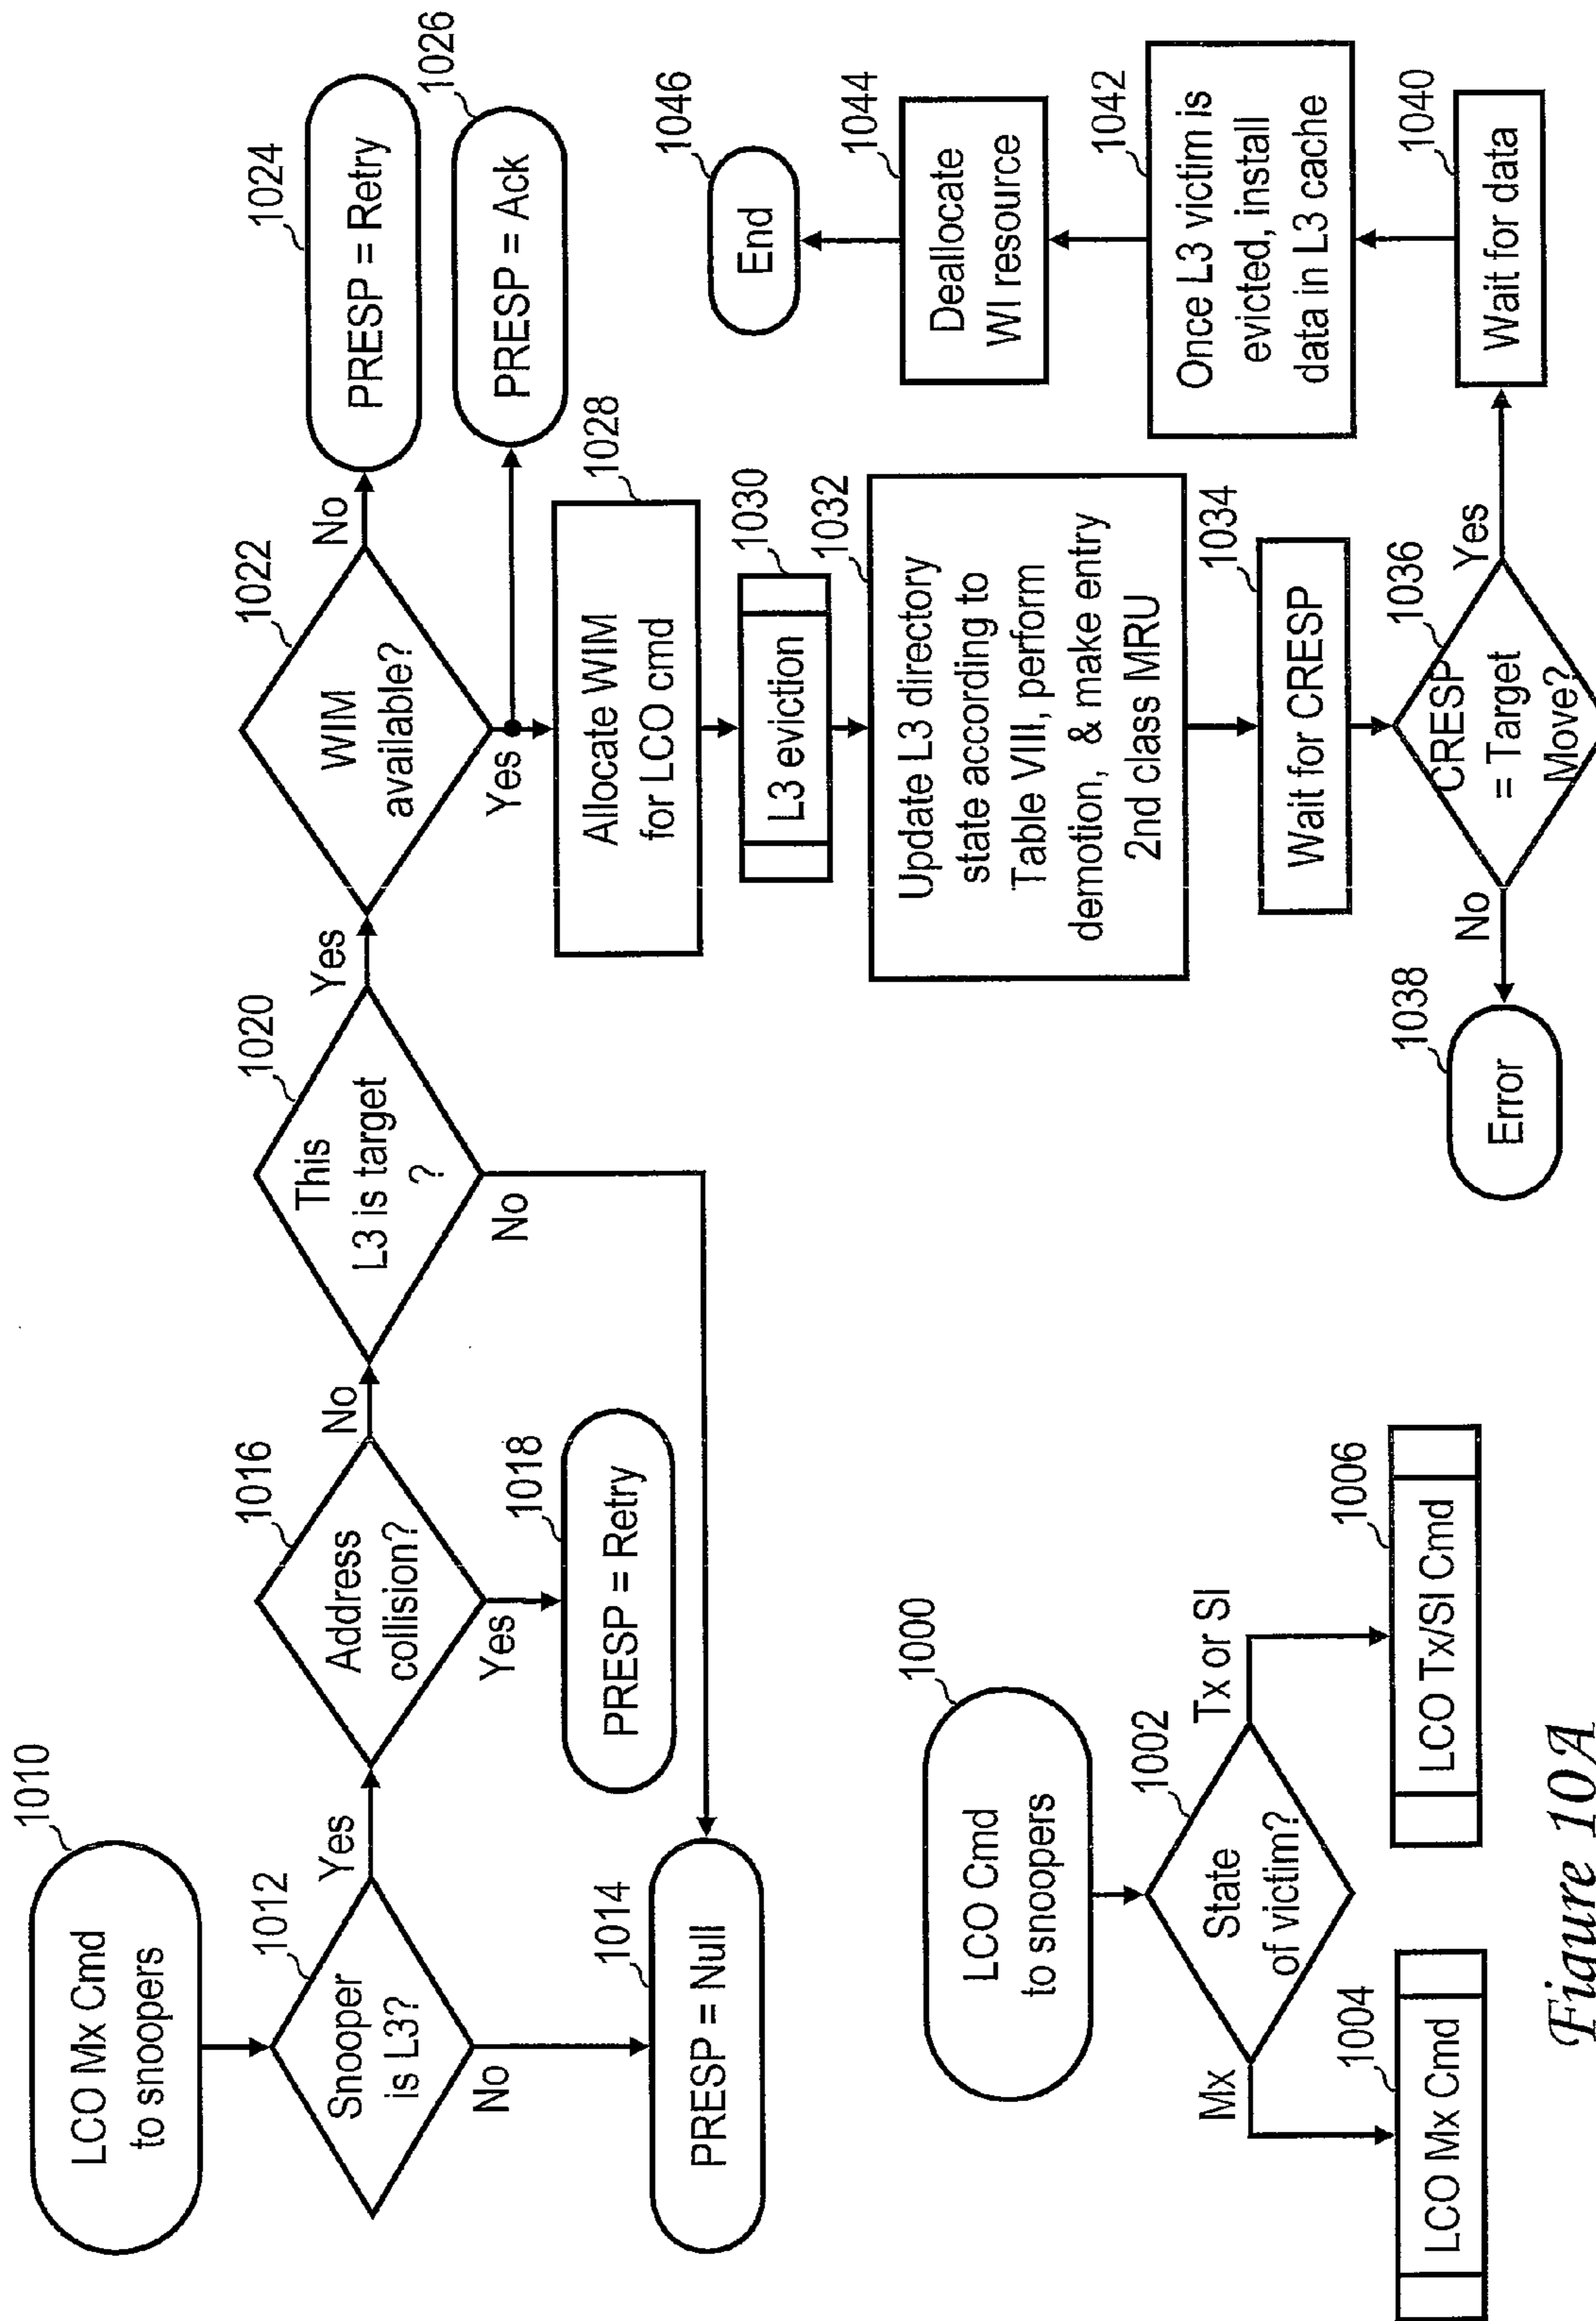 1010
LCO Mx Cmd
to snoopers
1012
Snooper
is L3?
Yes
No
1014
PRESP = Null
1016
Address
collision?
No
Yes
1018
PRESP = Retry
1020
This
L3 is target
?
Yes
No
1022
WIM
available?
No
Yes
1024
PRESP = Retry
1026
PRESP = Ack
1028
Allocate WIM
for LCO cmd
1030
L3 eviction
1032
Update L3 directory
state according to
Table VIII, perform
demotion, & make entry
2nd class MRU
1034
Wait for CRESP
1036
CRESP
= Target
Move?
No
Yes
1038
Error
1040
Wait for data
1042
Once L3 victim is
evicted, install
data in L3 cache
1044
Deallocate
WI resource
1046
End
1000
LCO Cmd
to snoopers
1002
State
of victim?
Mx
Tx or SI
1004
LCO Mx Cmd
1006
LCO Tx/SI Cmd
Figure 10A